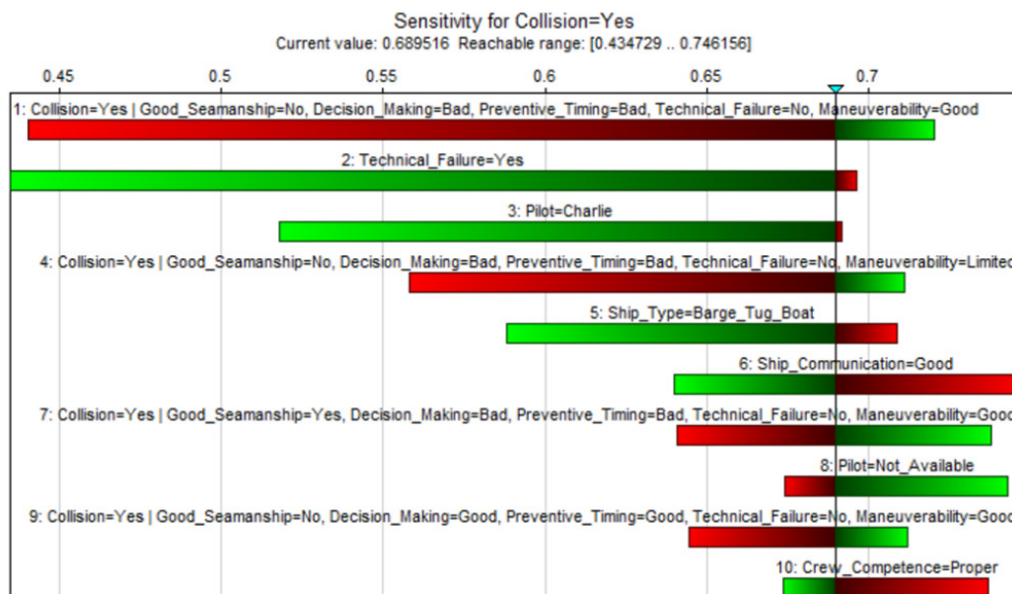 Sensitivity for Collision=Yes
Current value: 0.689516 Reachable range: [0.434729 .. 0.746156]
0.45 0.5 0.55 0.6 0.65 0.7
1: Collision=Yes | Good_Seamanship=No, Decision_Making=Bad, Preventive_Timing=Bad, Technical_Failure=No, Maneuverability=Good
2: Technical_Failure=Yes
3: Pilot=Charlie
4: Collision=Yes | Good_Seamanship=No, Decision_Making=Bad, Preventive_Timing=Bad, Technical_Failure=No, Maneuverability=Limited
5: Ship_Type=Barge_Tug_Boat
6: Ship_Communication=Good
7: Collision=Yes | Good_Seamanship=Yes, Decision_Making=Bad, Preventive_Timing=Bad, Technical_Failure=No, Maneuverability=Good
8: Pilot=Not_Available
9: Collision=Yes | Good_Seamanship=No, Decision_Making=Good, Preventive_Timing=Good, Technical_Failure=No, Maneuverability=Good
10: Crew_Competence=Proper